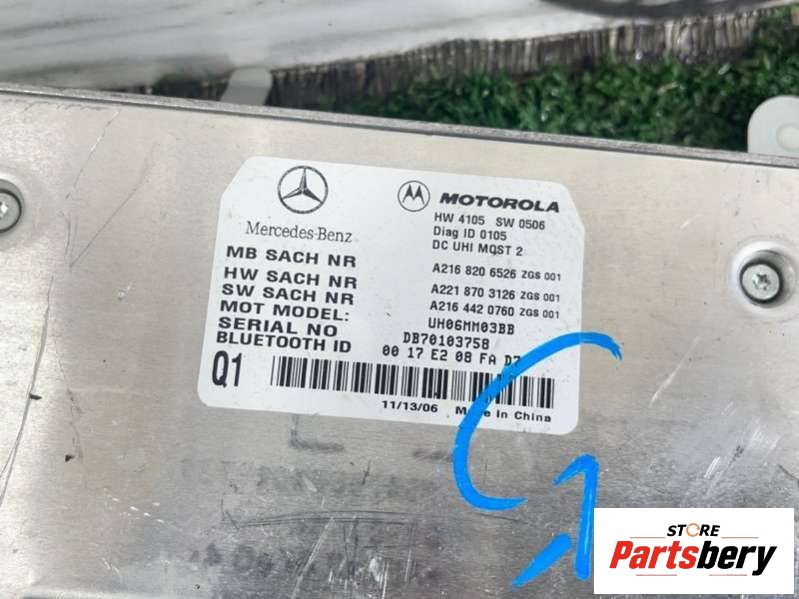 Mercedes-Benz
MOTOROLA
HW 4105 SW 0506
Diag ID 0105
DC UHI MOST 2
MB SACH NR A216 820 6526 ZGS 001
HW SACH NR A221 870 3126 ZGS 001
SW SACH NR A216 442 0760 ZGS 001
MOT MODEL: UH06MM03BB
SERIAL NO DB70103758
BLUETOOTH ID 00 17 E2 08 FA
Q1
11/13/06 Made in China
STORE
Partsbery